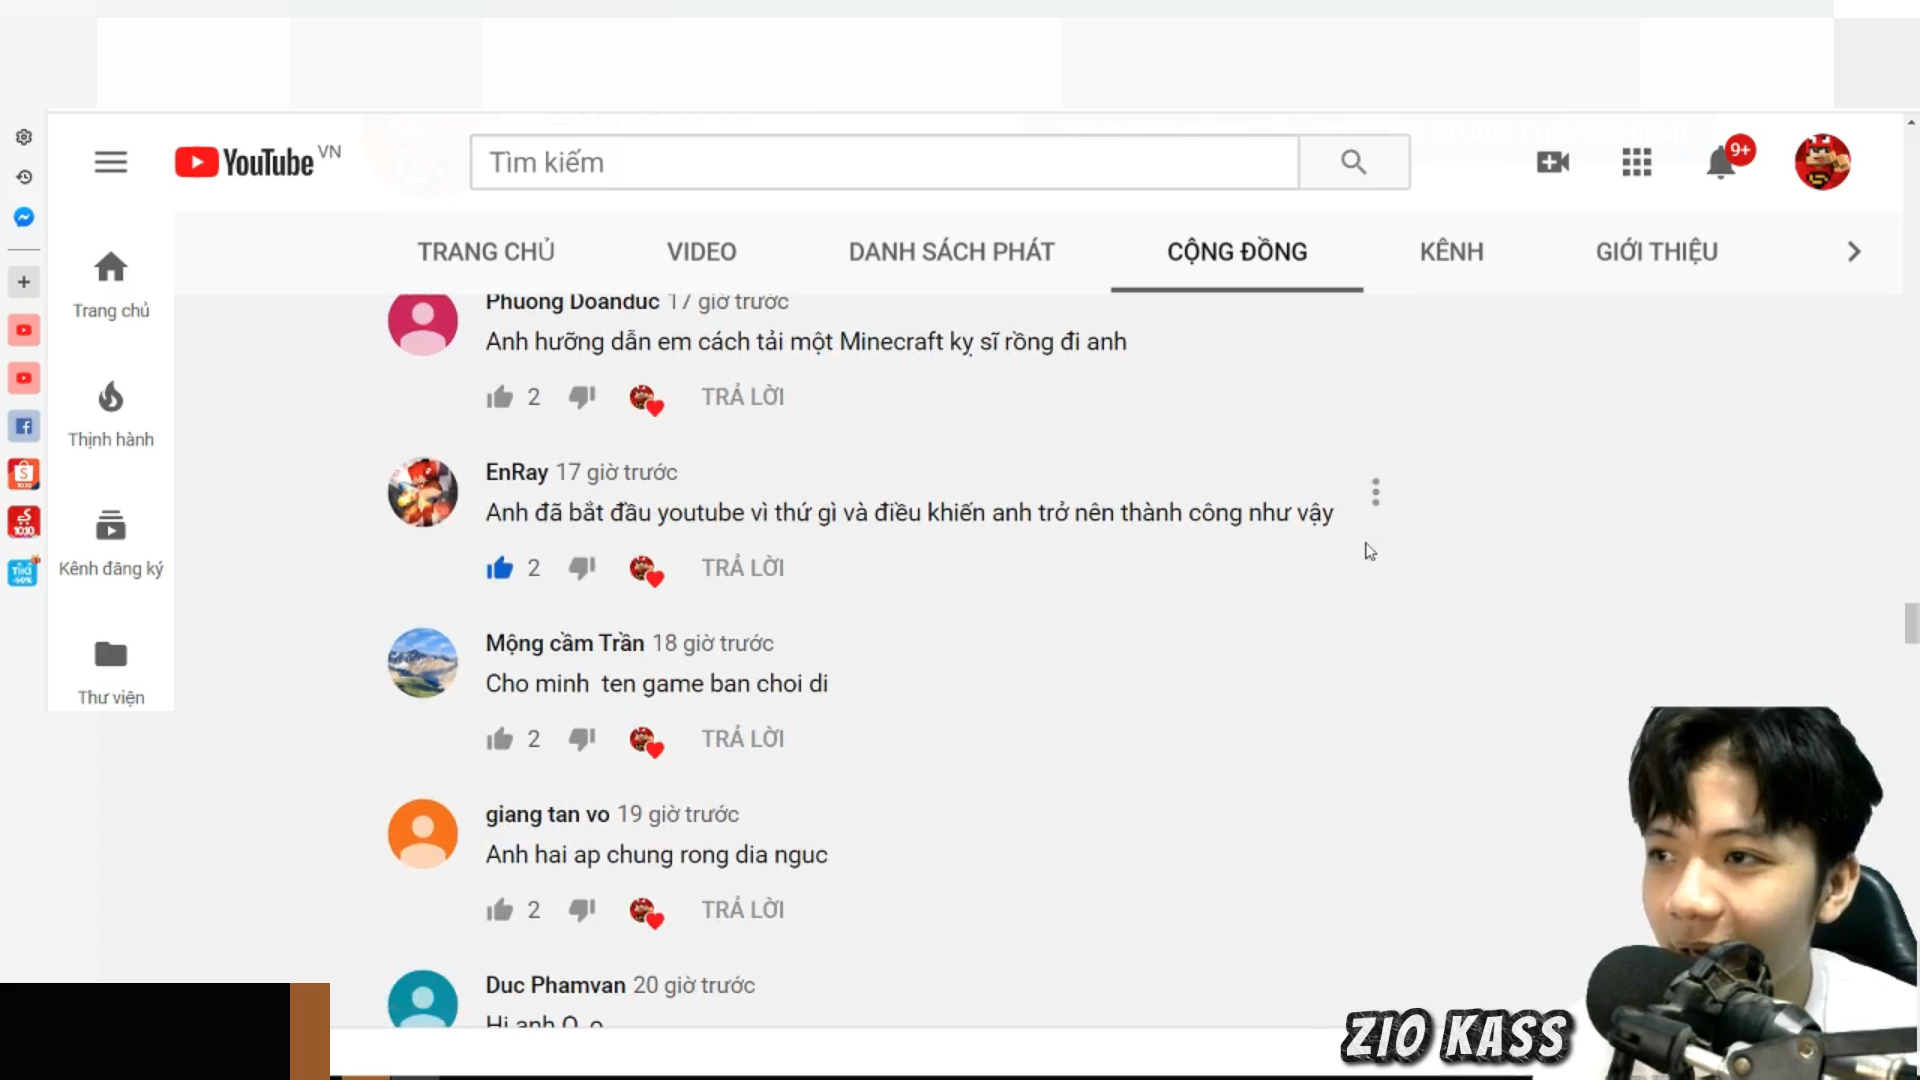 YouTube VN
Tìm kiếm
9+
TRANG CHỦ VIDEO DANH SÁCH PHÁT CỘNG ĐỒNG KÊNH GIỚI THIỆU
Trang chủ
Thịnh hành
Kênh đăng ký
Thư viện
Phuong Doanduc 17 giờ trước
Anh hưỡng dẫn em cách tải một Minecraft kỵ sĩ rồng đi anh
2 TRẢ LỜI
EnRay 17 giờ trước
Anh đã bắt đầu youtube vì thứ gì và điều khiến anh trở nên thành công như vậy
2 TRẢ LỜI
Mộng cầm Trần 18 giờ trước
Cho minh ten game ban choi di
2 TRẢ LỜI
giang tan vo 19 giờ trước
Anh hai ap chung rong dia nguc
2 TRẢ LỜI
Duc Phamvan 20 giờ trước
Hi anh O_o
ZIO KASS